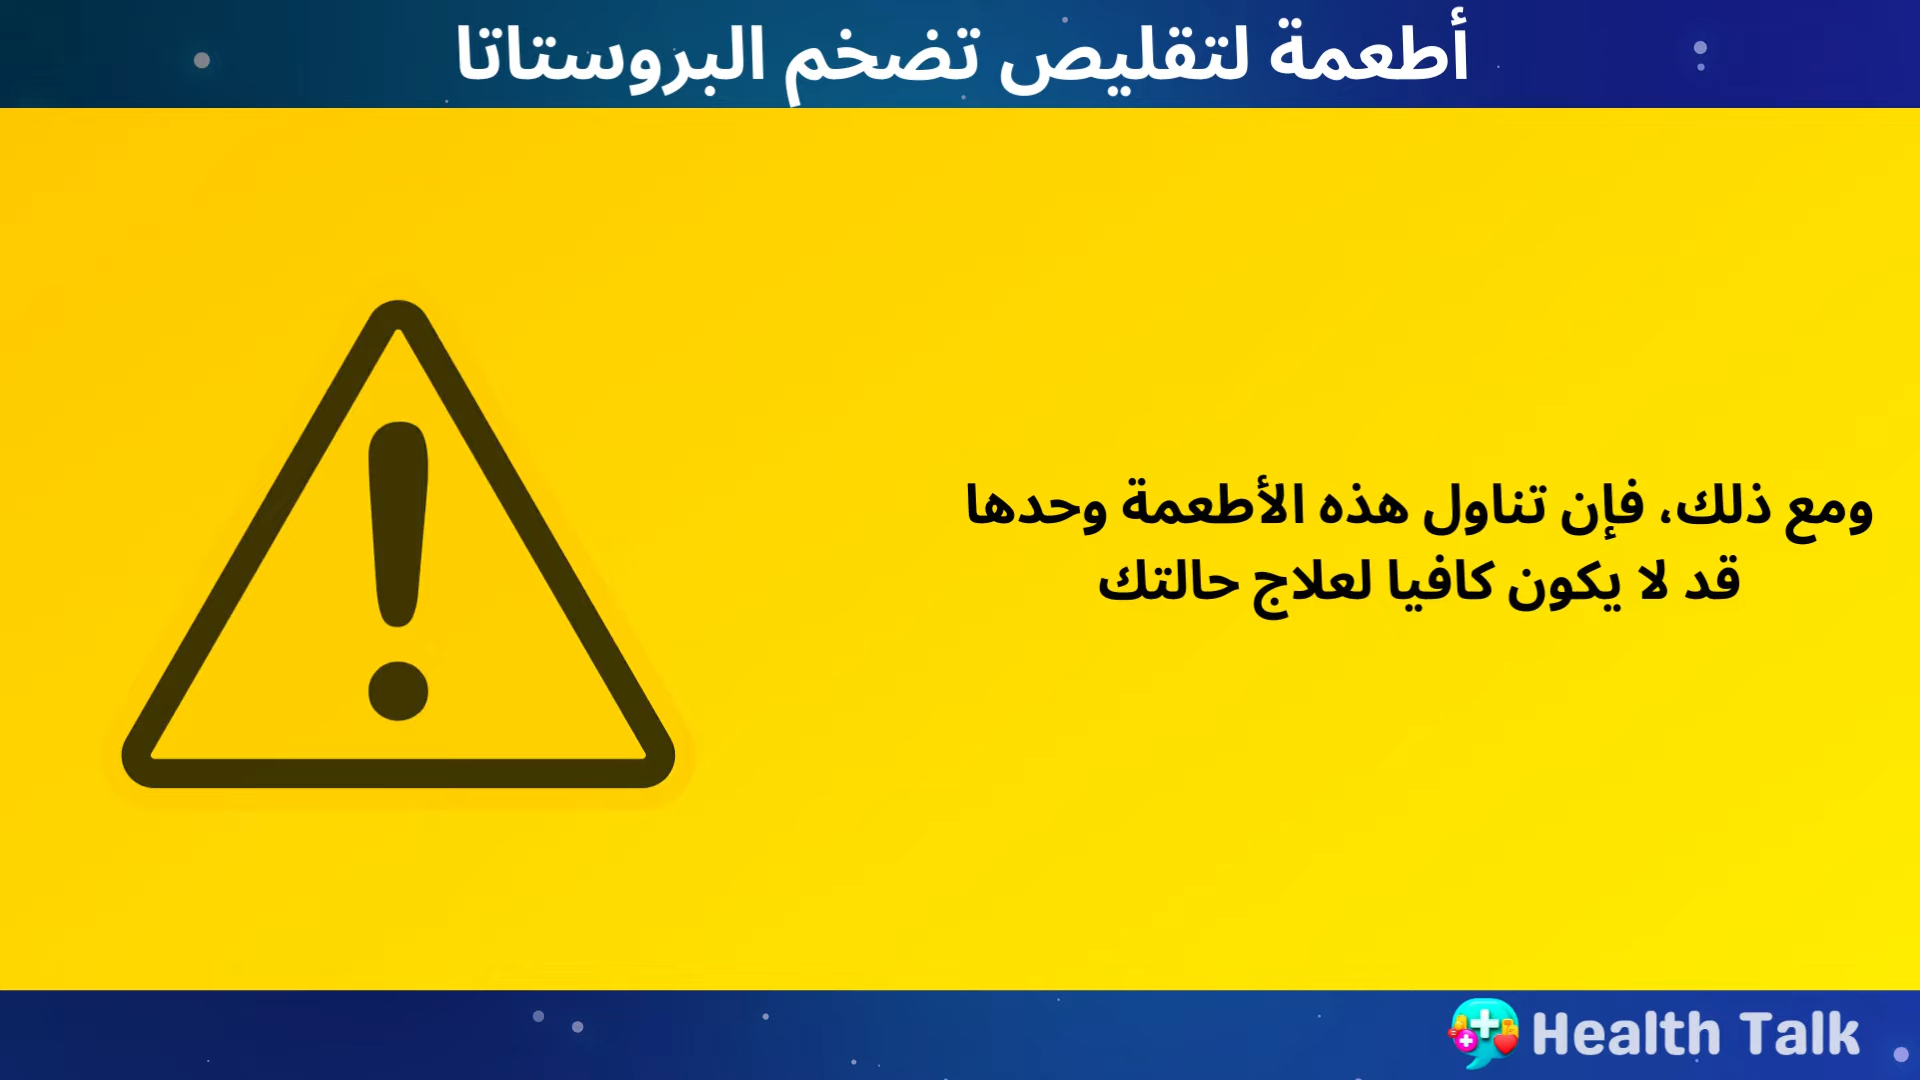 أطعمة لتقليص تضخم البروستاتا
ومع ذلك، فإن تناول هذه الأطعمة وحدها
قد لا يكون كافيا لعلاج حالتك
Health Talk